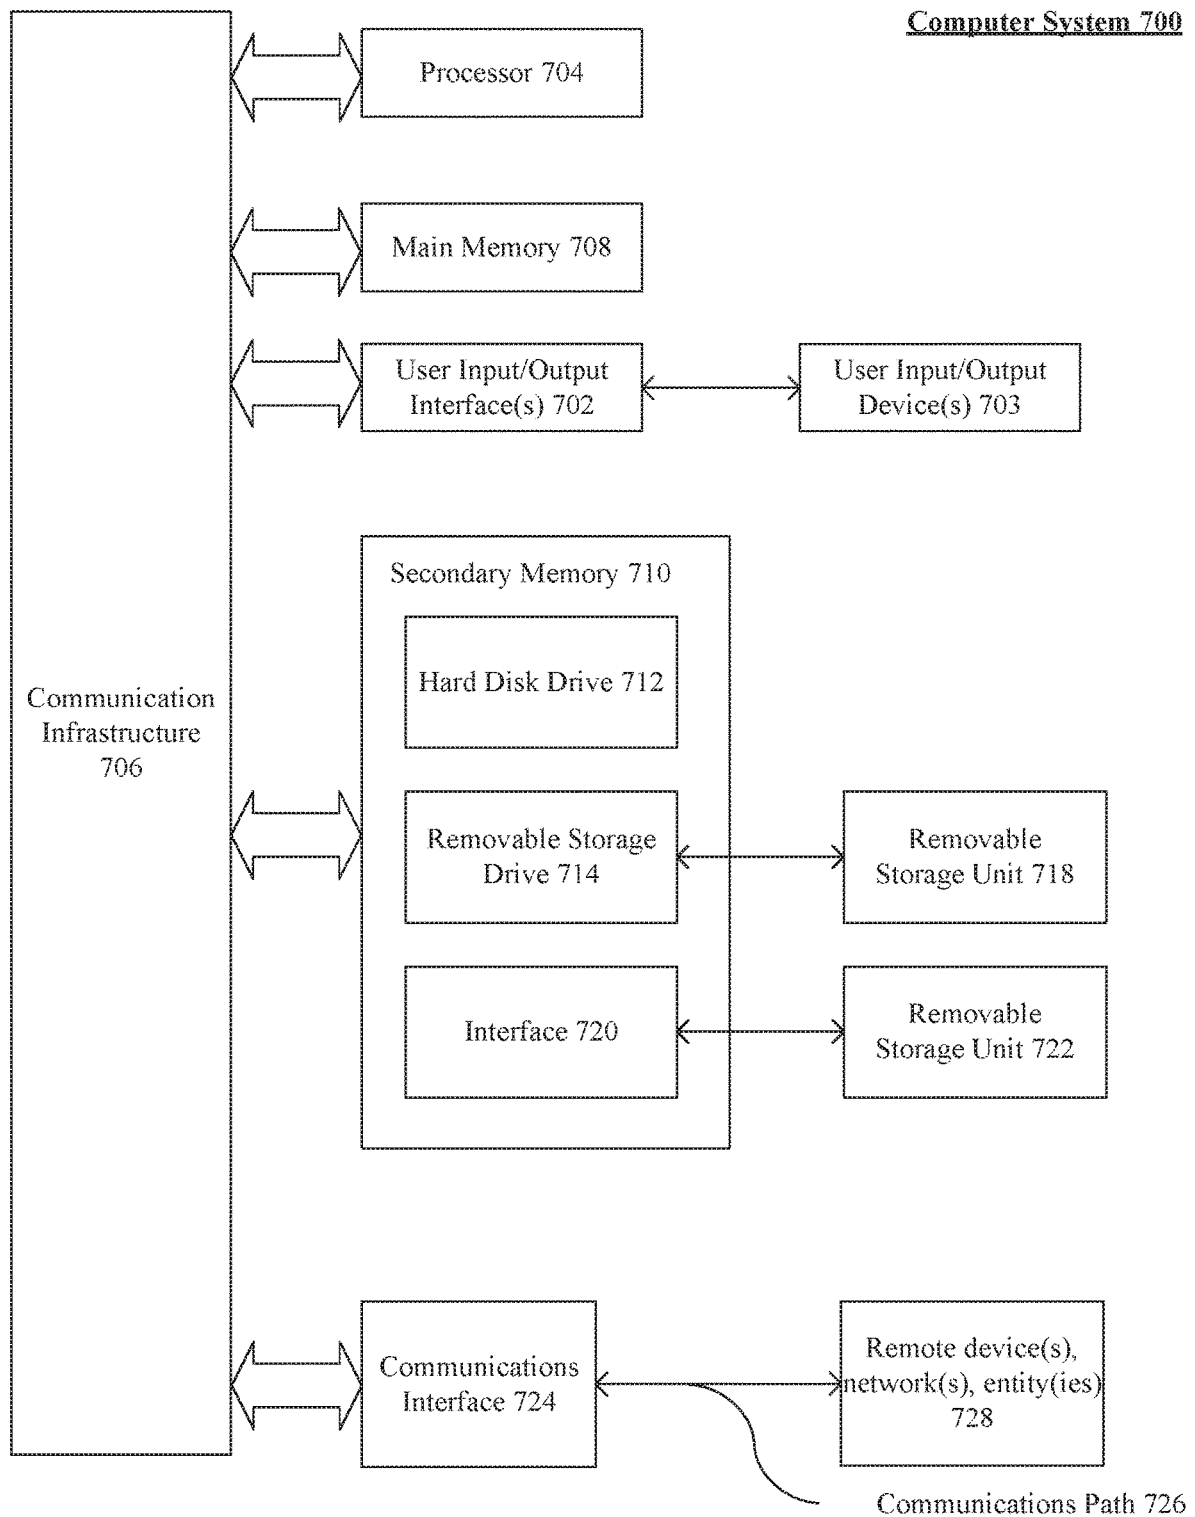 Computer System 700
Processor 704
Main Memory 708
User Input/Output
Interface(s) 702
User Input/Output
Device(s) 703
Secondary Memory 710
Hard Disk Drive 712
Communication
Infrastructure
706
Removable Storage
Drive 714
Removable
Storage Unit 718
Interface 720
Removable
Storage Unit 722
Communications
Interface 724
Remote device(s),
network(s), entity(ies)
728
Communications Path 726